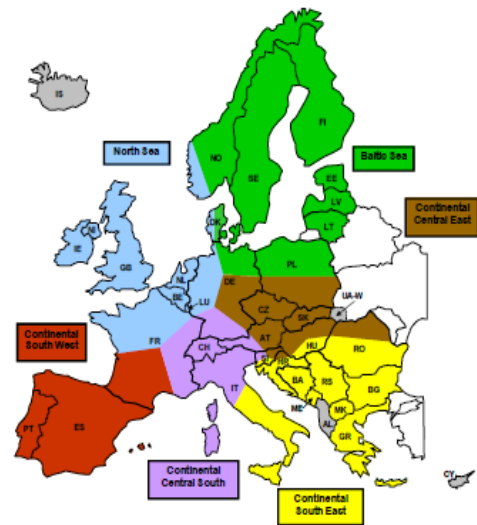 IS
FI
North Sea
NO
Baltic Sea
SE
EE
LV
Continental
Central East
DK
LT
NI
IE
GB
NL
PL
DE
BE
UA-W
LU
CZ
SK
Continental
South West
FR
AT
HU
CH
RO
HR
BA
RS
IT
BG
PT
ES
ME
MK
AL
GR
CY
Continental
Central South
Continental
South East